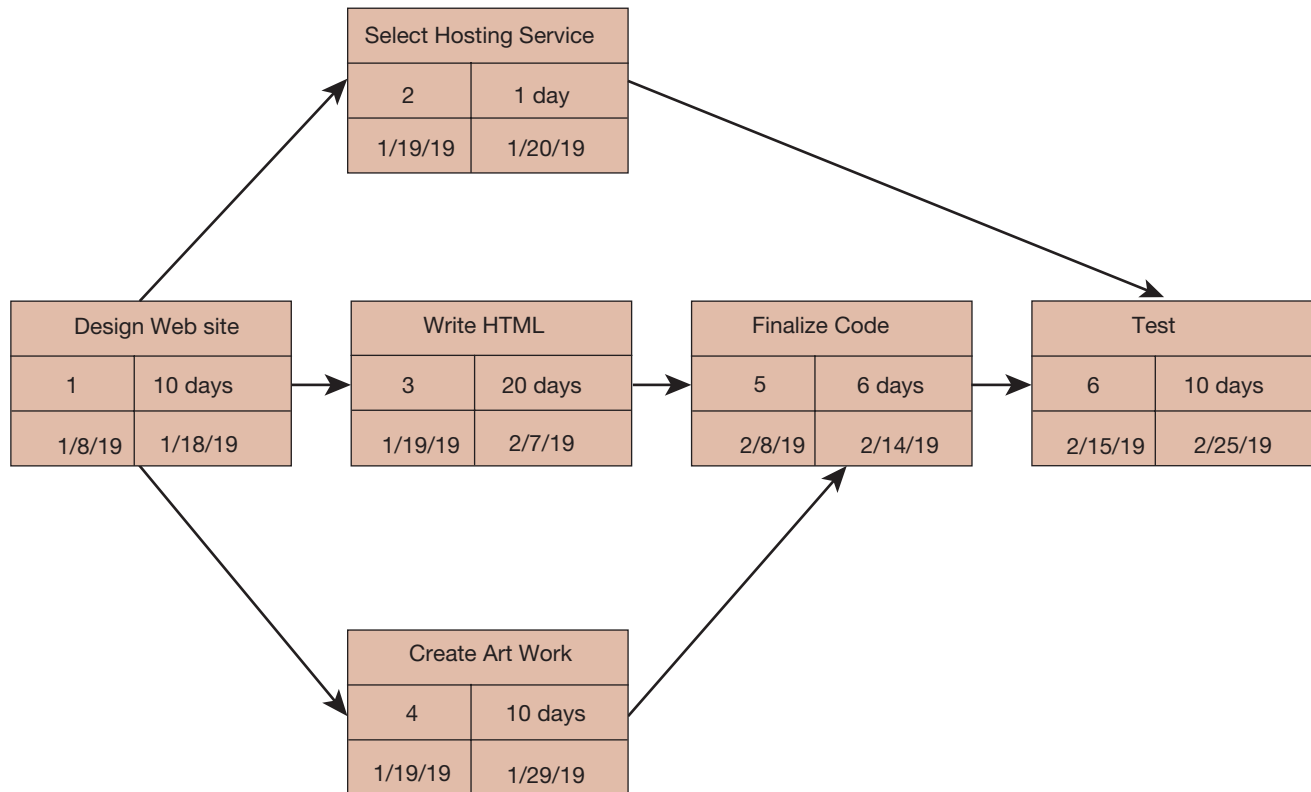 Select Hosting Service
2 1 day
1/19/19 1/20/19
Design Web site
1 10 days
1/8/19 1/18/19
Write HTML
3 20 days
1/19/19 2/7/19
Finalize Code
5 6 days
2/8/19 2/14/19
Test
6 10 days
2/15/19 2/25/19
Create Art Work
4 10 days
1/19/19 1/29/19